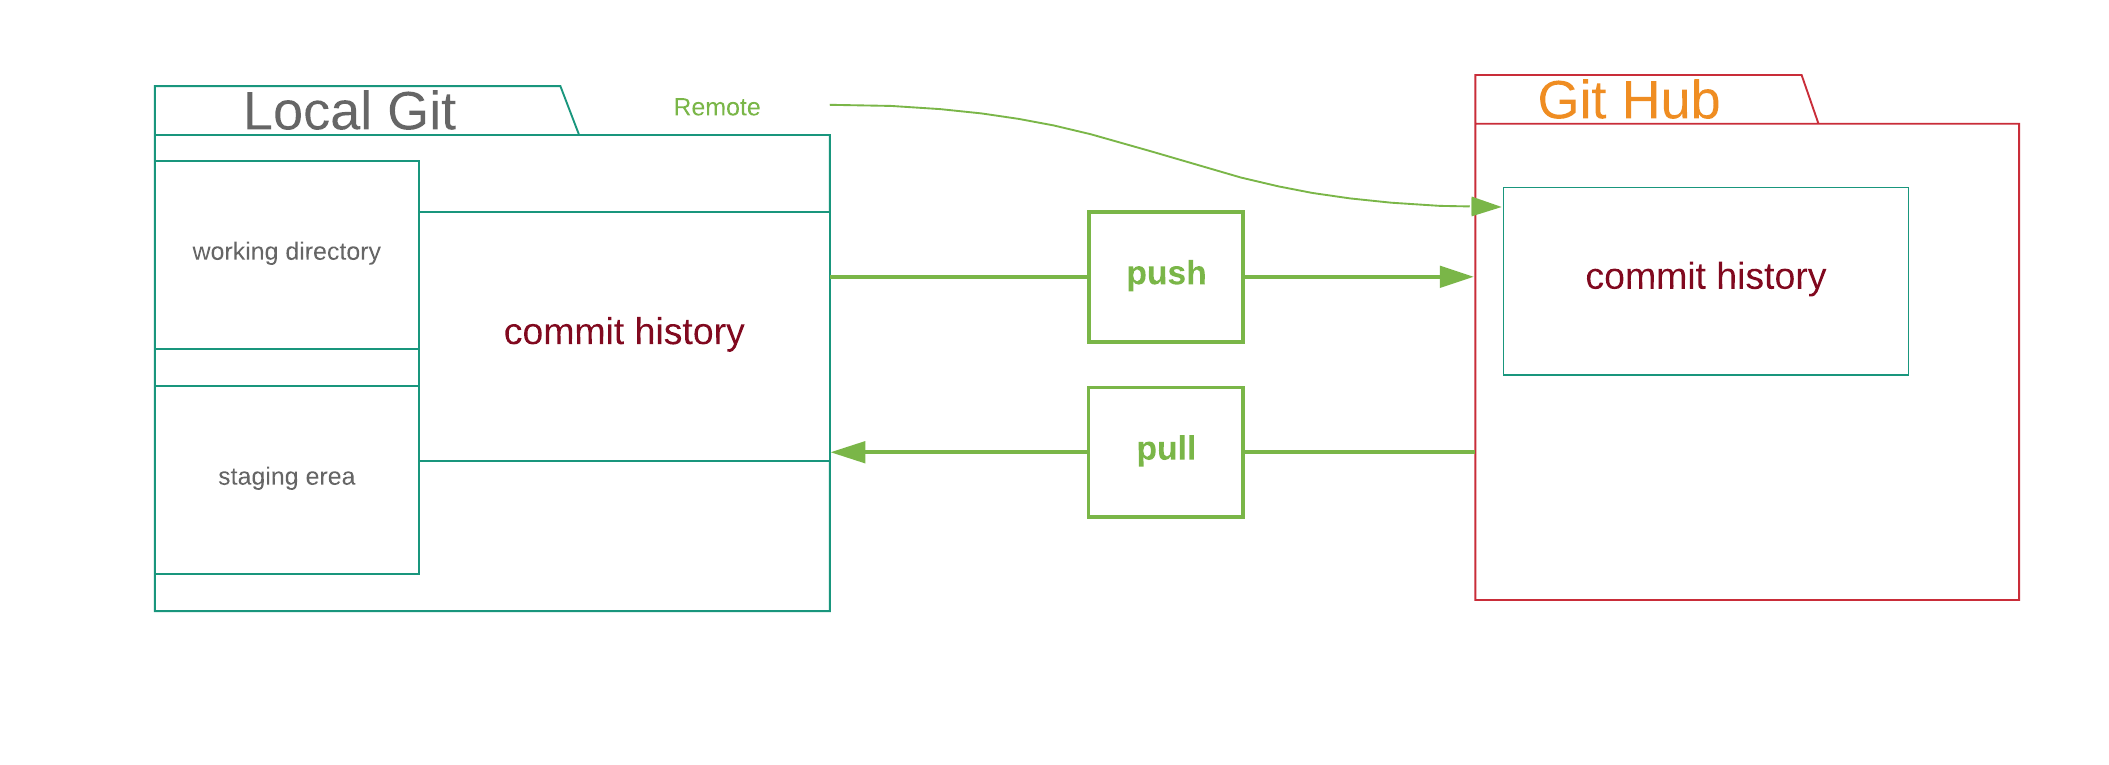 Local Git
Remote
Git Hub
working directory
commit history
push
commit history
staging erea
pull